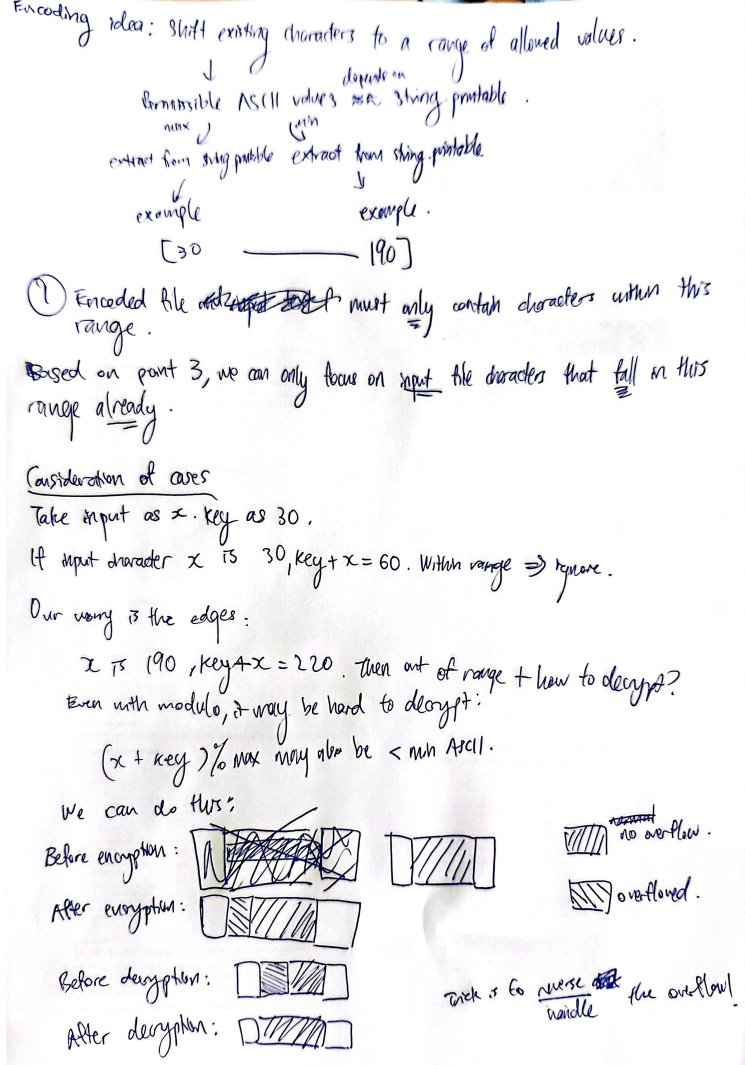 Encoding idea: Shift existing characters to a range of allowed values.
Permissible ASCII values depends on string.printable.
max min
extract from string.printable extract from string.printable.
example example.
[30 190]
1 Encoded file must only contain characters within this
range.
Based on point 3, we can only focus on input file characters that fall in this
range already.
Consideration of cases
Take input as x. Key as 30.
If input character x is 30, key + x = 60. Within range ⇒ ignore.
Our worry is the edges:
x is 190, key + x = 220. Then out of range + how to decrypt?
Even with modulo, it may be hard to decrypt:
(x + key) % max may also be < min ASCII.
We can do this:
Before encryption: no overflow.
After encryption: overflowed.
Before decryption:
Trick is to reverse the overflow!
handle
After decryption: